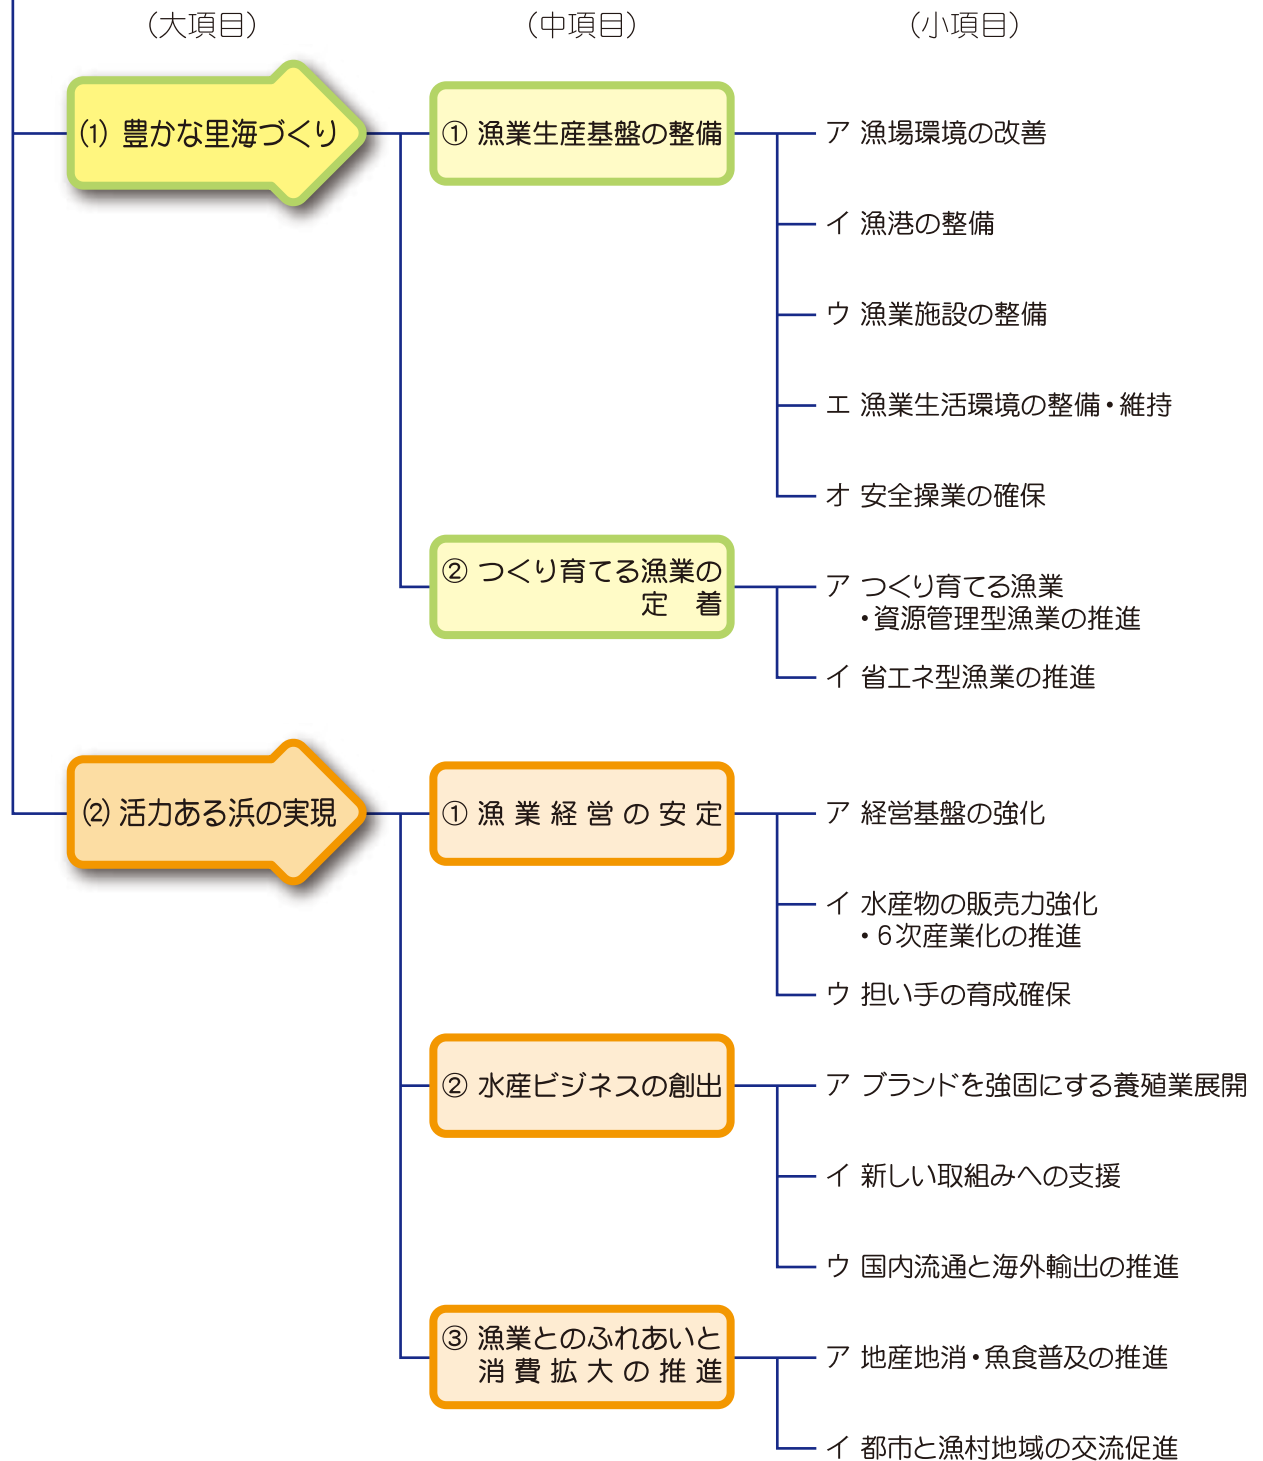 （大項目）
（中項目）
（小項目）
⑴ 豊かな里海づくり
① 漁業生産基盤の整備
ア 漁場環境の改善
イ 漁港の整備
ウ 漁業施設の整備
エ 漁業生活環境の整備・維持
オ 安全操業の確保
② つくり育てる漁業の
定　着
ア つくり育てる漁業
・資源管理型漁業の推進
イ 省エネ型漁業の推進
⑵ 活力ある浜の実現
① 漁業経営の安定
ア 経営基盤の強化
イ 水産物の販売力強化
・6次産業化の推進
ウ 担い手の育成確保
② 水産ビジネスの創出
ア ブランドを強固にする養殖業展開
イ 新しい取組みへの支援
ウ 国内流通と海外輸出の推進
③ 漁業とのふれあいと
消費拡大の推進
ア 地産地消・魚食普及の推進
イ 都市と漁村地域の交流促進